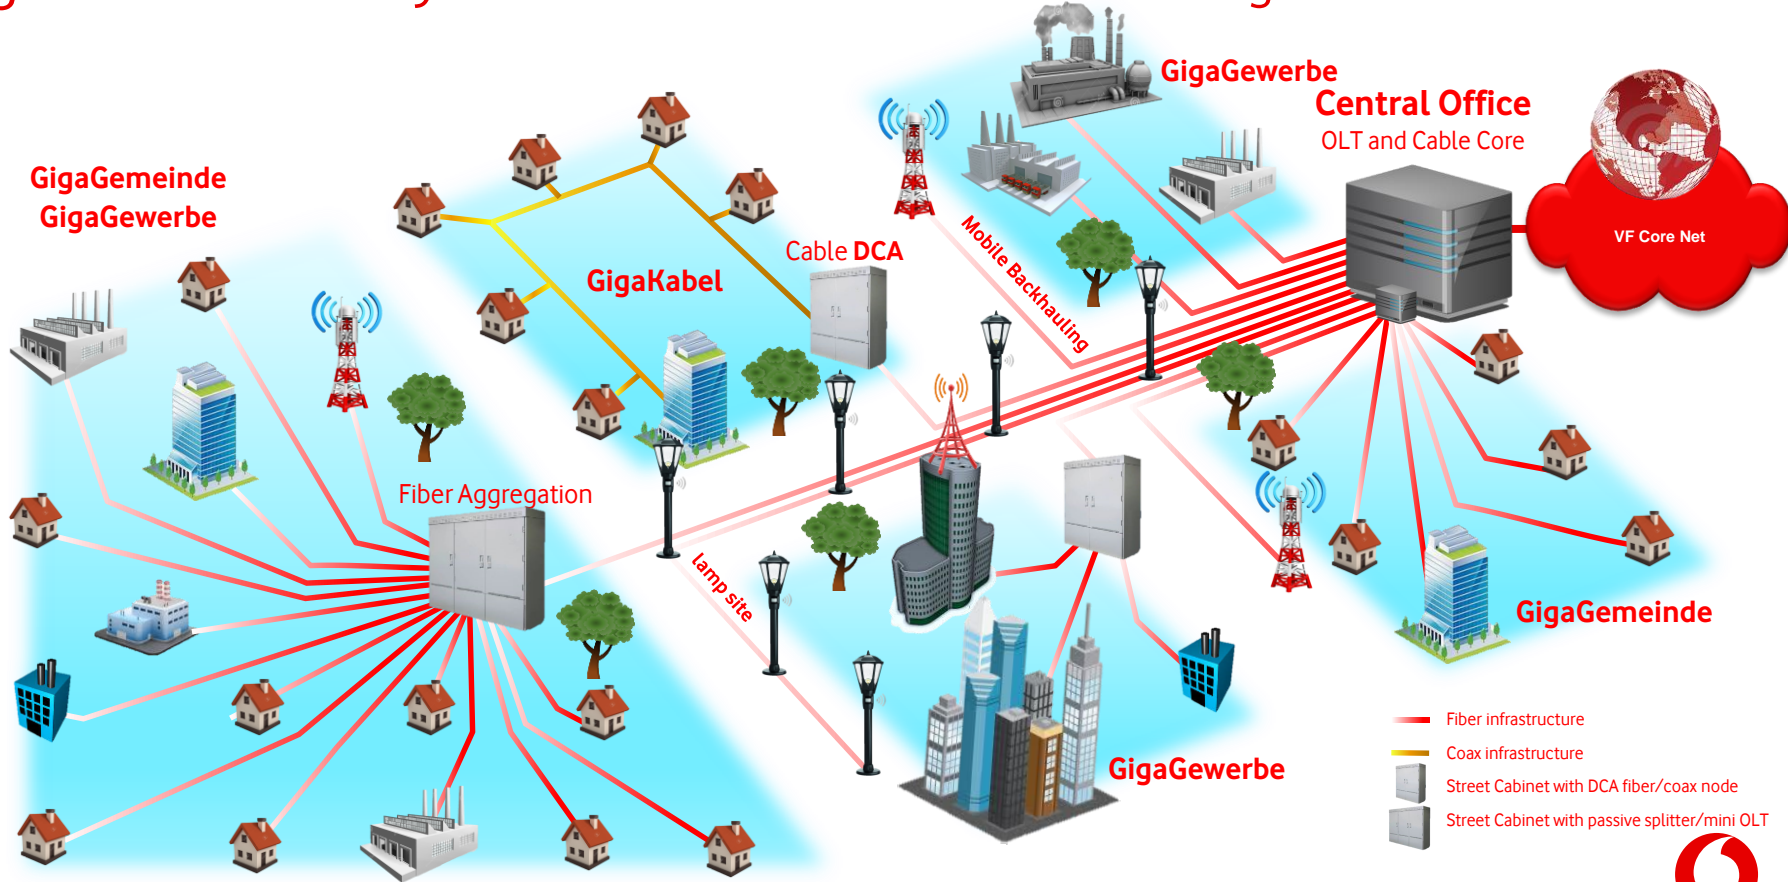 GigaGewerbe
Central Office
OLT and Cable Core
GigaGemeinde
GigaGewerbe
VF Core Net
Mobile Backhauling
Cable DCA
GigaKabel
Fiber Aggregation
lamp site
GigaGemeinde
GigaGewerbe
Fiber infrastructure
Coax infrastructure
Street Cabinet with DCA fiber/coax node
Street Cabinet with passive splitter/mini OLT